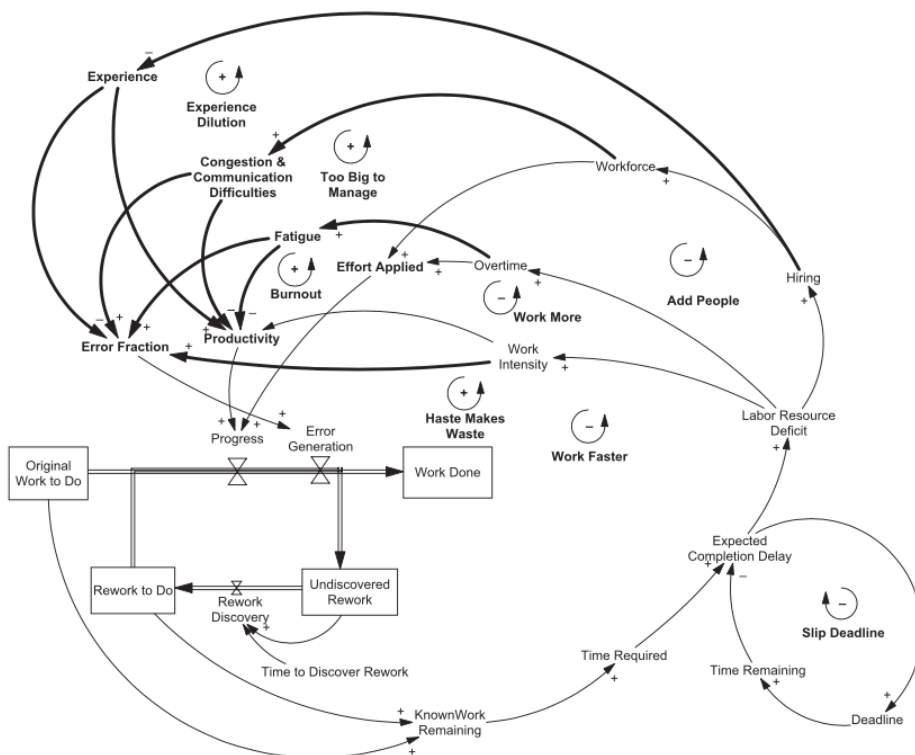 Experience
Experience
Dilution
Congestion &
Communication
Difficulties
Too Big to
Manage
Workforce
Fatigue
Effort Applied
Overtime
Hiring
Burnout
Add People
Work More
Error Fraction
Productivity
Work
Intensity
Haste Makes
Waste
Work Faster
Labor Resource
Deficit
Progress
Error
Generation
Original
Work to Do
Work Done
Expected
Completion Delay
Rework to Do
Undiscovered
Rework
Rework
Discovery
Slip Deadline
Time to Discover Rework
Time Required
Time Remaining
KnownWork
Remaining
Deadline